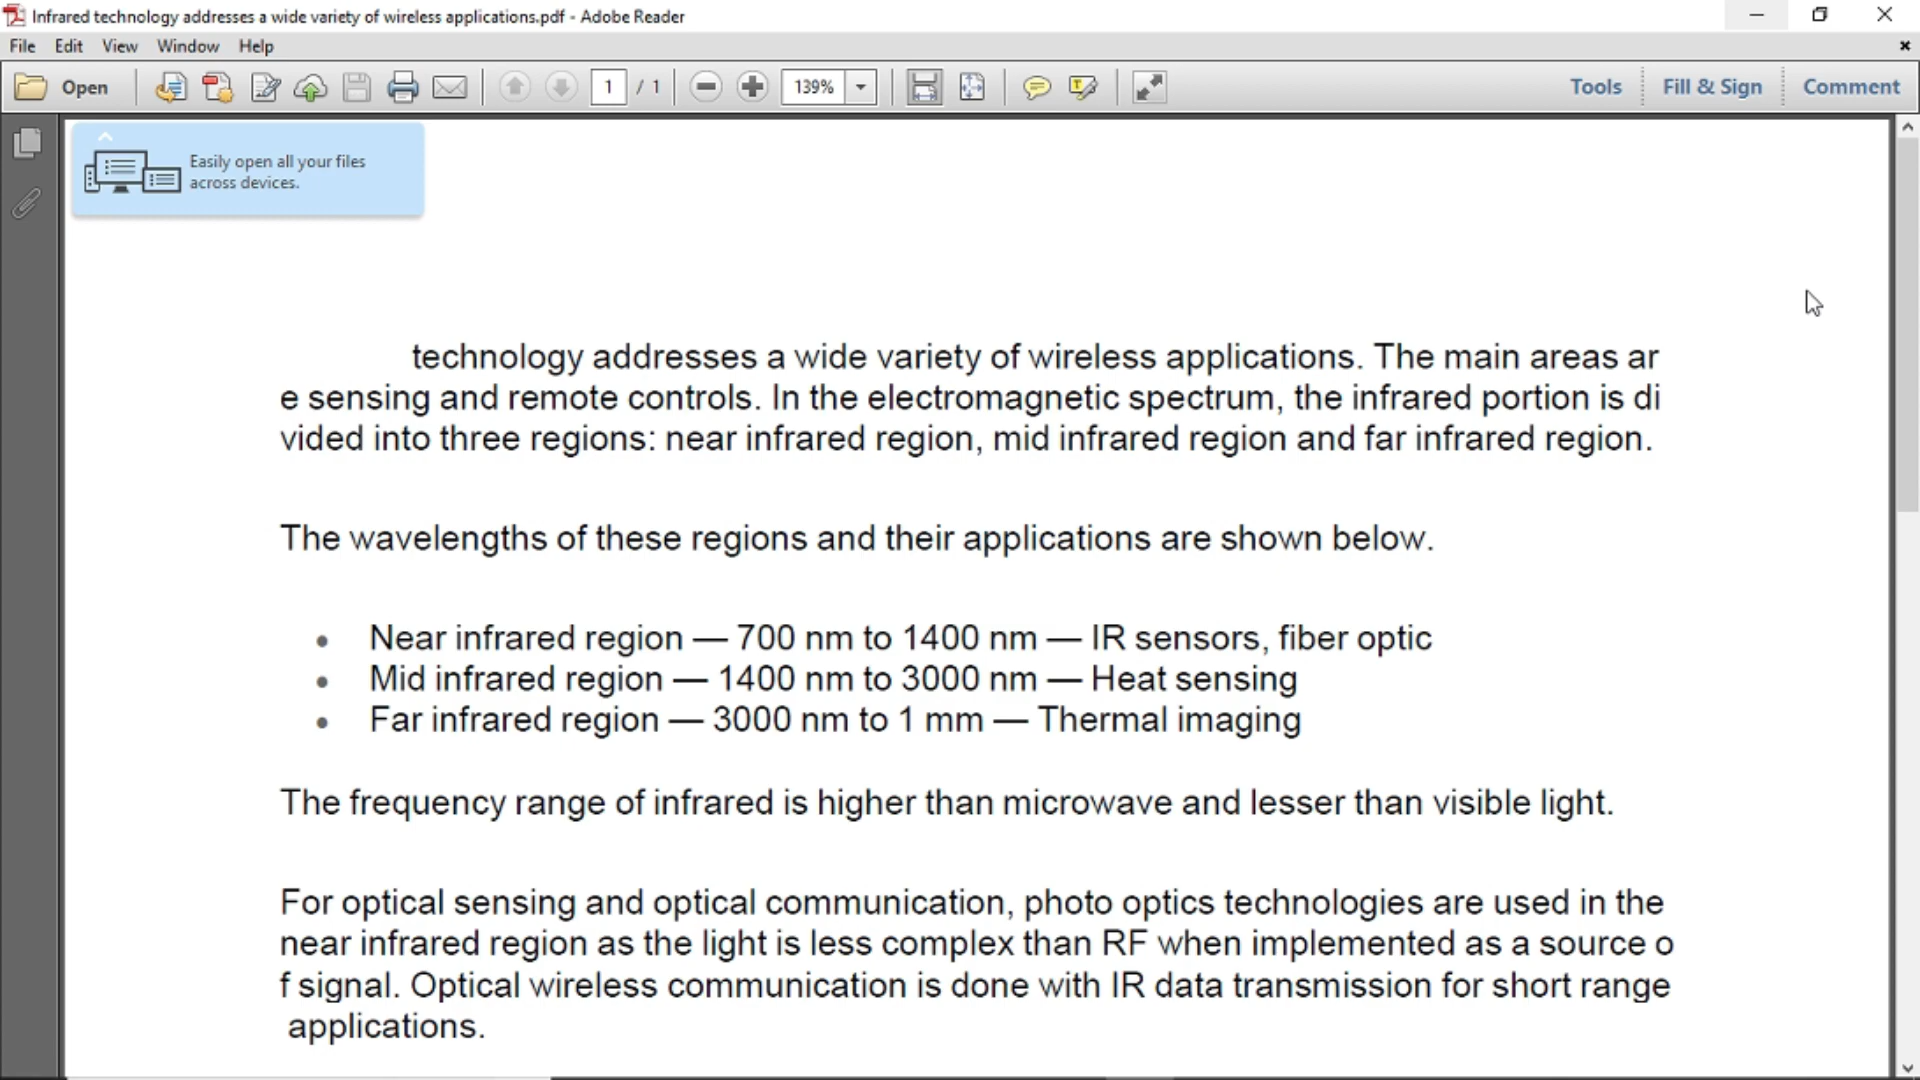 Infrared technology addresses a wide variety of wireless applications.pdf - Adobe Reader
File Edit View Window Help
Open 1 / 1 139% Tools Fill & Sign Comment
Easily open all your files
across devices.
technology addresses a wide variety of wireless applications. The main areas ar
e sensing and remote controls. In the electromagnetic spectrum, the infrared portion is di
vided into three regions: near infrared region, mid infrared region and far infrared region.
The wavelengths of these regions and their applications are shown below.
• Near infrared region — 700 nm to 1400 nm — IR sensors, fiber optic
• Mid infrared region — 1400 nm to 3000 nm — Heat sensing
• Far infrared region — 3000 nm to 1 mm — Thermal imaging
The frequency range of infrared is higher than microwave and lesser than visible light.
For optical sensing and optical communication, photo optics technologies are used in the
near infrared region as the light is less complex than RF when implemented as a source o
f signal. Optical wireless communication is done with IR data transmission for short range
applications.